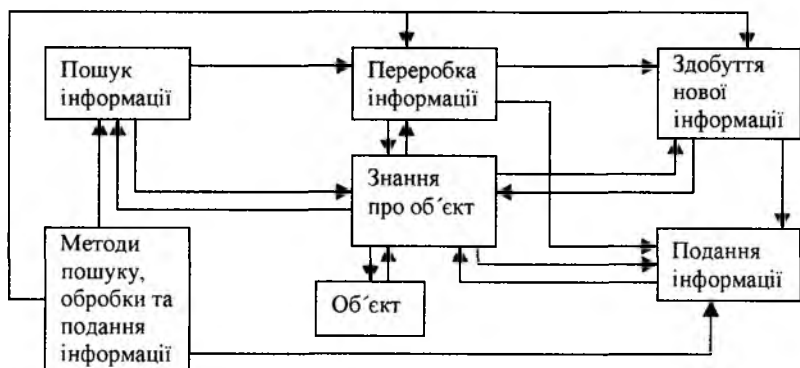 Пошук
інформації
Переробка
інформації
Здобуття
нової
інформації
Знання
про об´єкт
Методи
пошуку,
обробки та
подання
інформації
Об´єкт
Подання
інформації